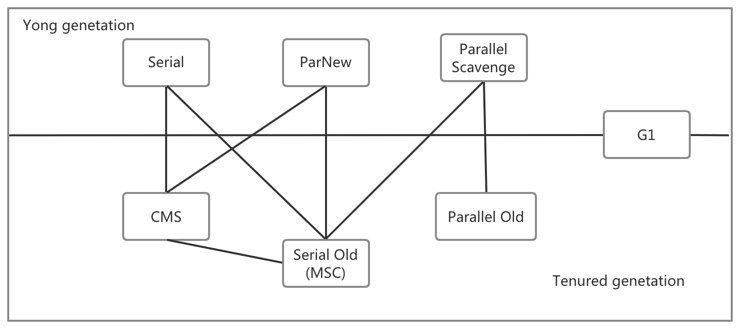 Yong genetation
Serial
ParNew
Parallel
Scavenge
G1
CMS
Parallel Old
Serial Old
(MSC)
Tenured genetation